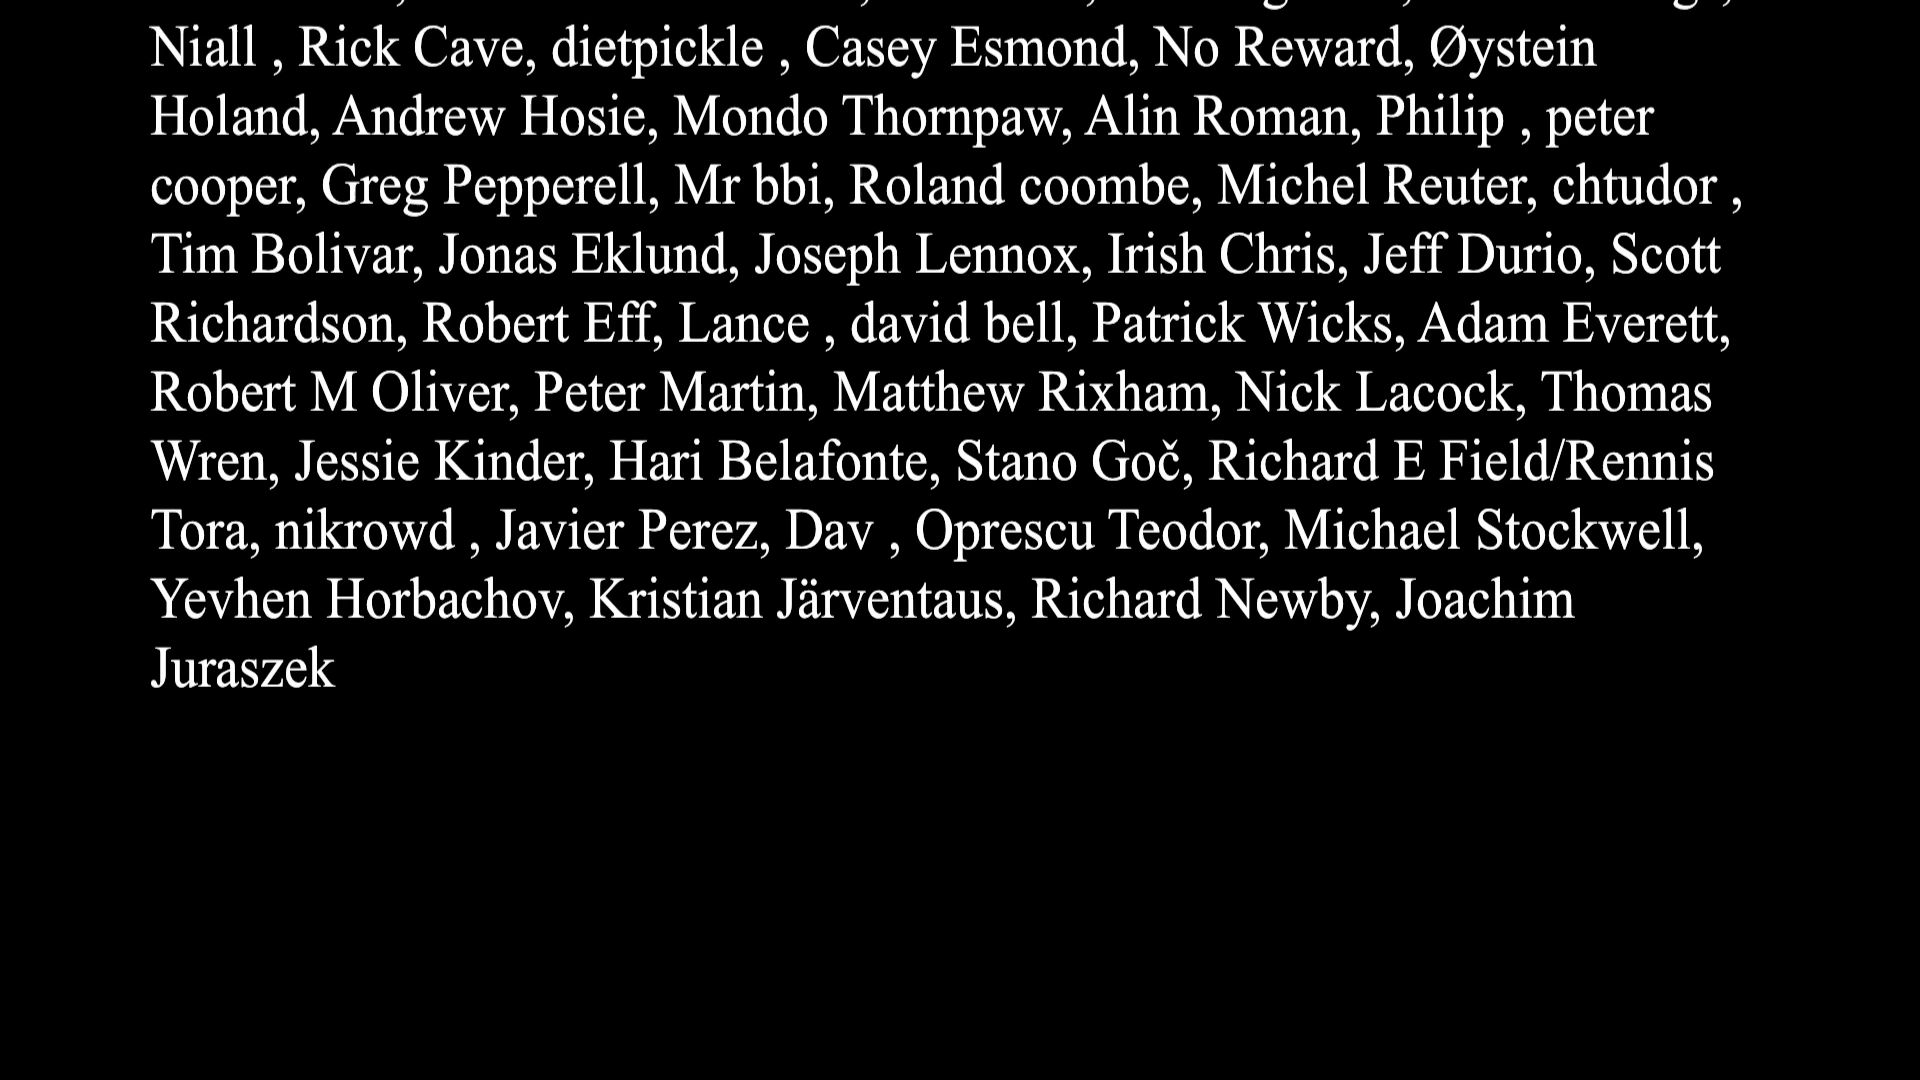 Niall , Rick Cave, dietpickle , Casey Esmond, No Reward, Øystein
Holand, Andrew Hosie, Mondo Thornpaw, Alin Roman, Philip , peter
cooper, Greg Pepperell, Mr bbi, Roland coombe, Michel Reuter, chtudor ,
Tim Bolivar, Jonas Eklund, Joseph Lennox, Irish Chris, Jeff Durio, Scott
Richardson, Robert Eff, Lance , david bell, Patrick Wicks, Adam Everett,
Robert M Oliver, Peter Martin, Matthew Rixham, Nick Lacock, Thomas
Wren, Jessie Kinder, Hari Belafonte, Stano Goč, Richard E Field/Rennis
Tora, nikrowd , Javier Perez, Dav , Oprescu Teodor, Michael Stockwell,
Yevhen Horbachov, Kristian Järventaus, Richard Newby, Joachim
Juraszek